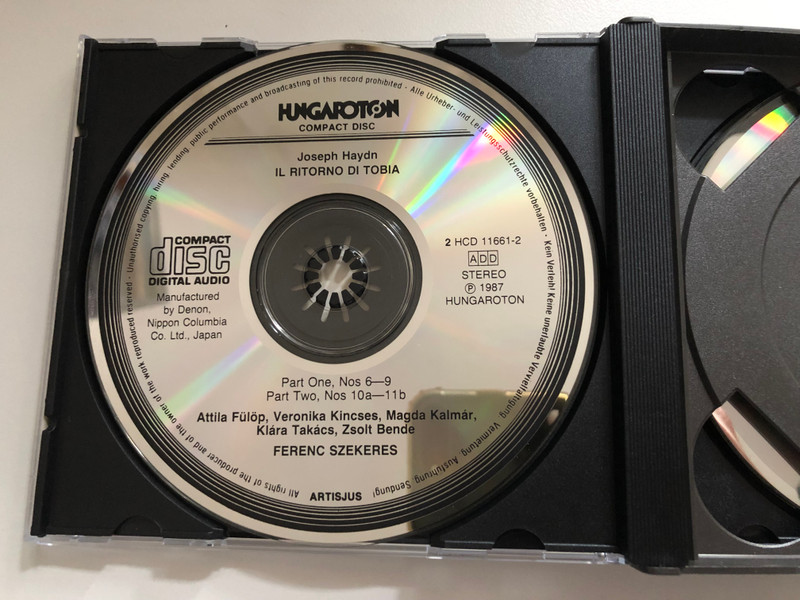 HUNGAROTON
COMPACT DISC
Joseph Haydn
IL RITORNO DI TOBIA
COMPACT
disc
DIGITAL AUDIO
Manufactured
by Denon,
Nippon Columbia
Co. Ltd., Japan
2 HCD 11661-2
ADD
STEREO
℗ 1987
HUNGAROTON
Part One, Nos 6—9
Part Two, Nos 10a—11b
Attila Fülöp, Veronika Kincses, Magda Kalmár,
Klára Takács, Zsolt Bende
FERENC SZEKERES
ARTISJUS
All rights of the producer and of the owner of the work reproduced reserved · Unauthorised copying, hiring, lending, public performance and broadcasting of this record prohibited · Alle Urheber- und Leistungsschutzrechte vorbehalten · Kein Verleih! Keine unerlaubte Vervielfältigung, Vermietung, Aufführung, Sendung!